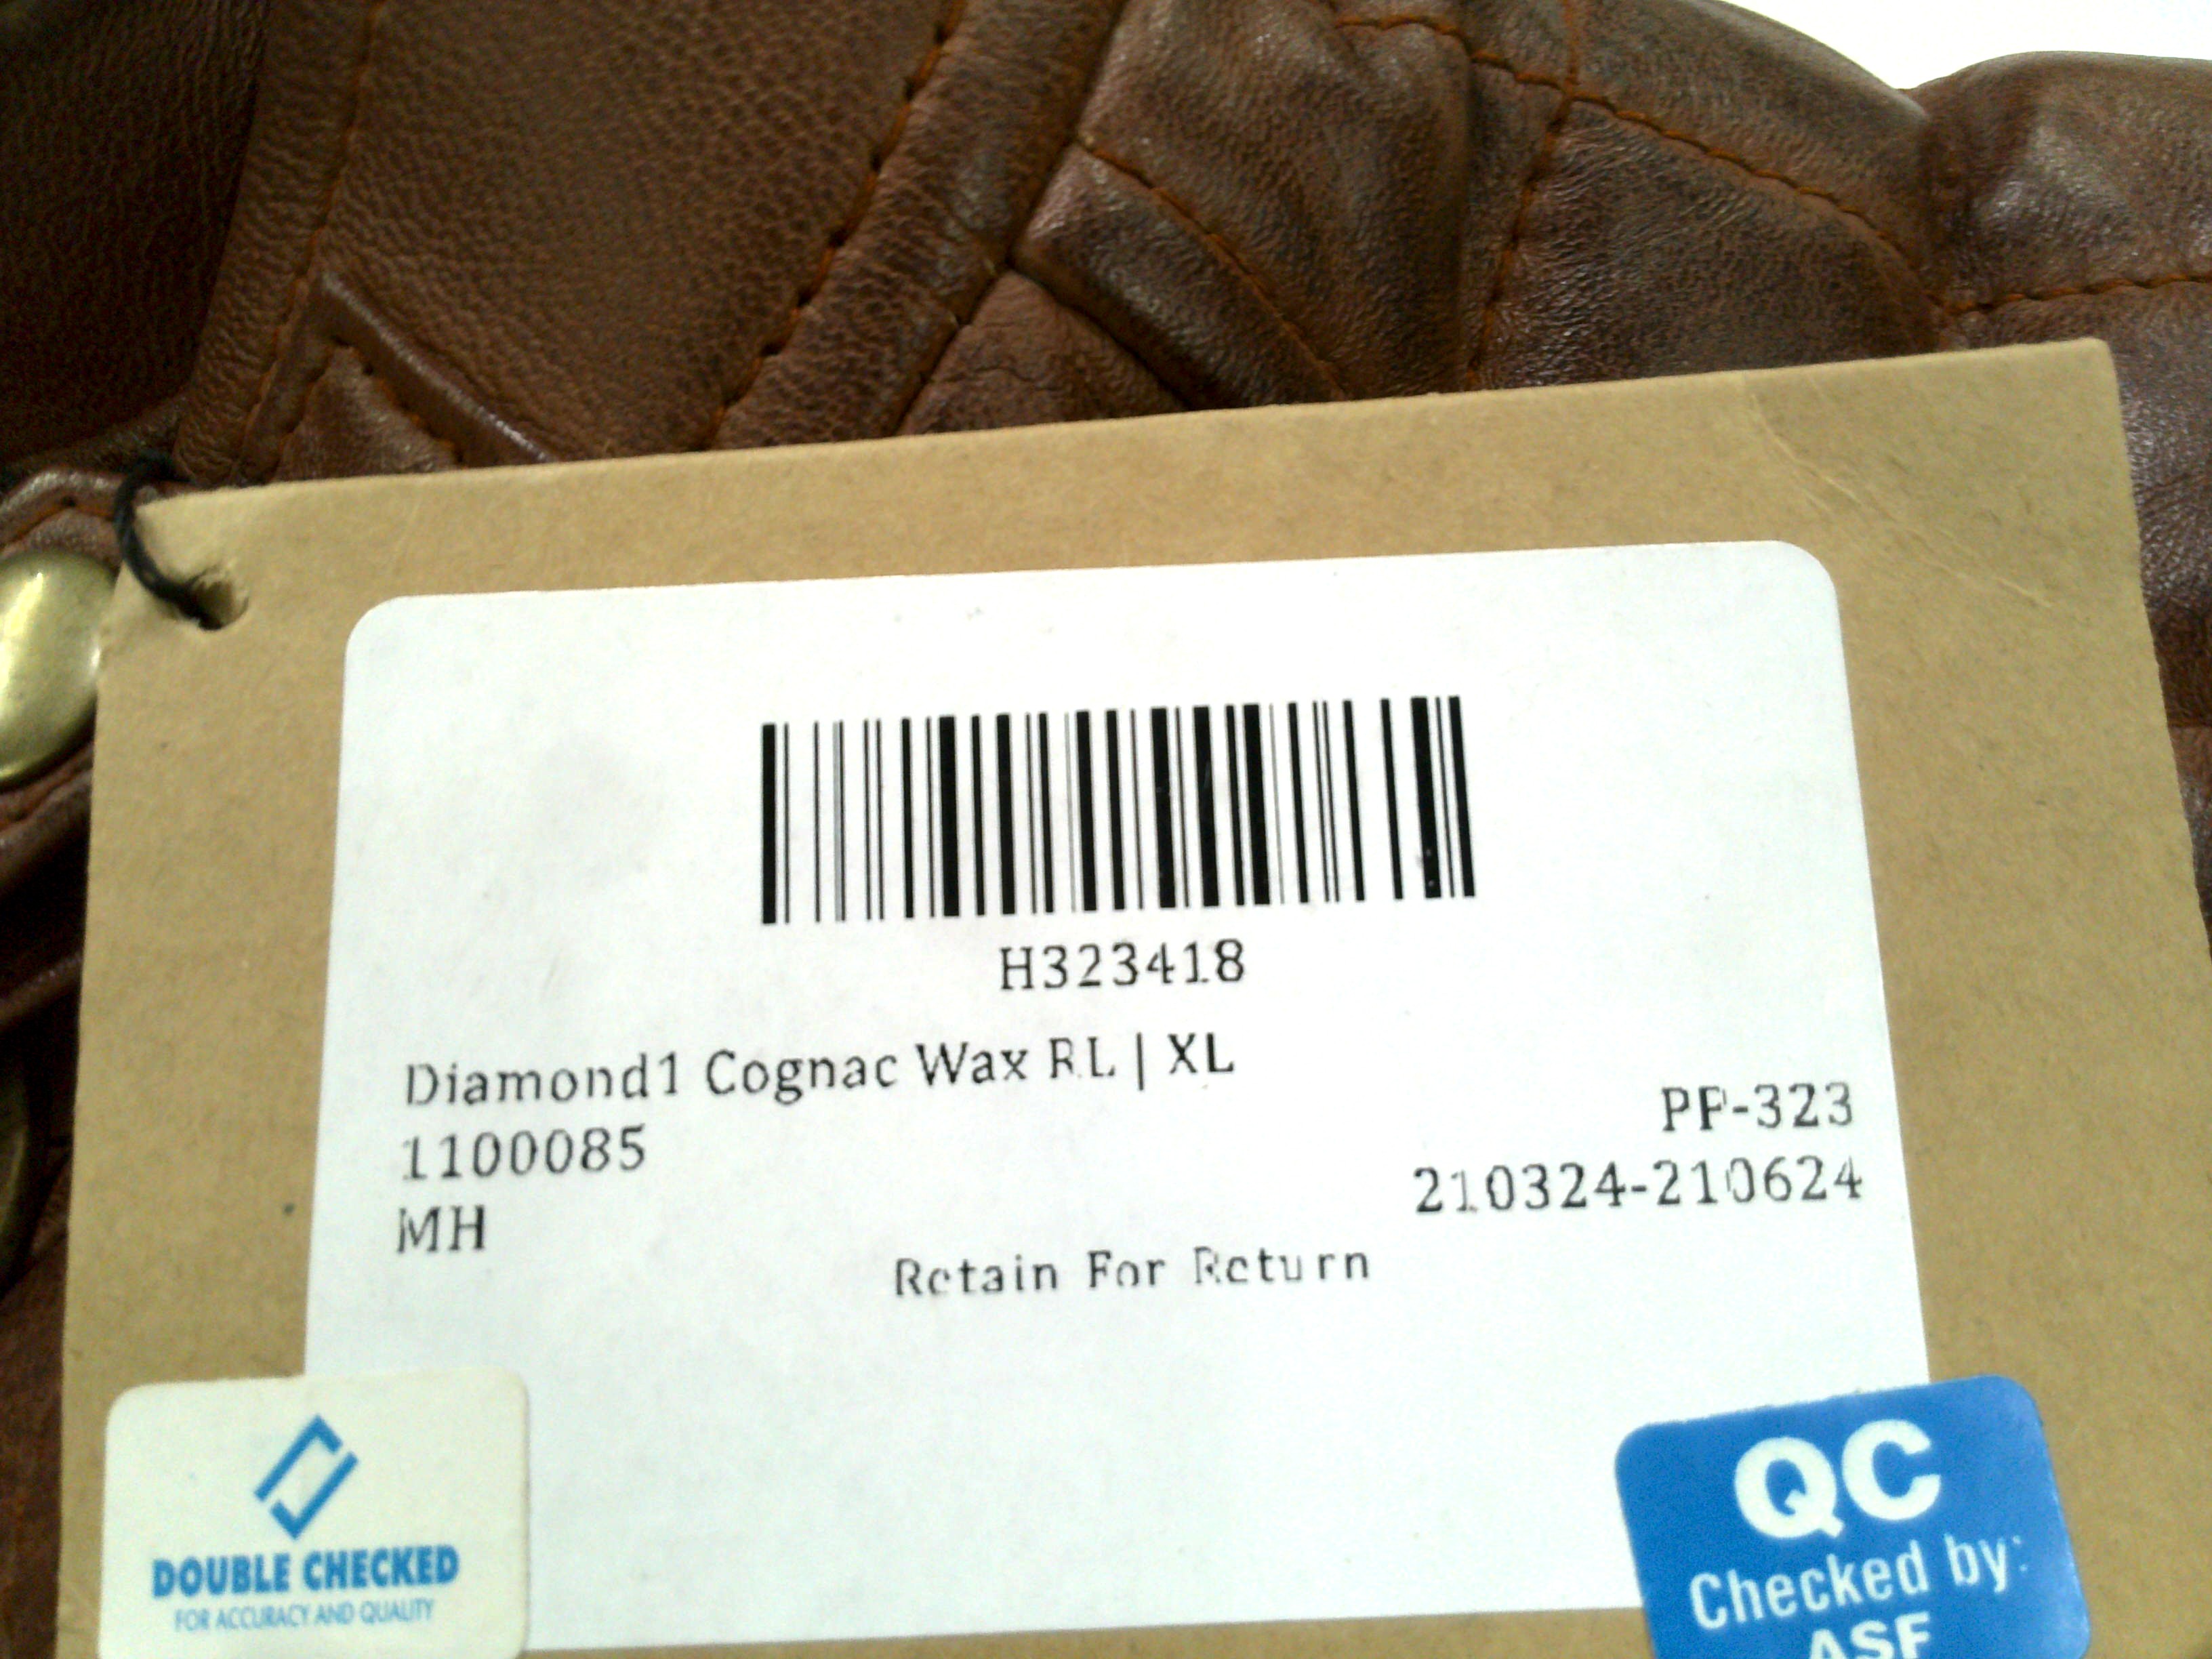 H323418
Diamond1 Cognac Wax RL | XL
1100085
PP-323
MH
210324-210624
Retain For Return
DOUBLE CHECKED
FOR ACCURACY AND QUALITY
QC
Checked by:
ASF